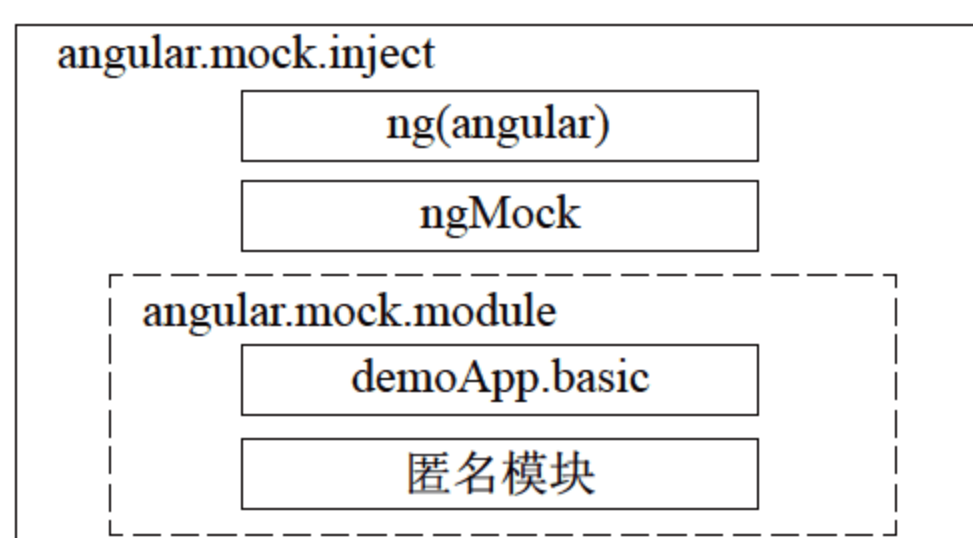 angular.mock.inject
ng(angular)
ngMock
angular.mock.module
demoApp.basic
匿名模块